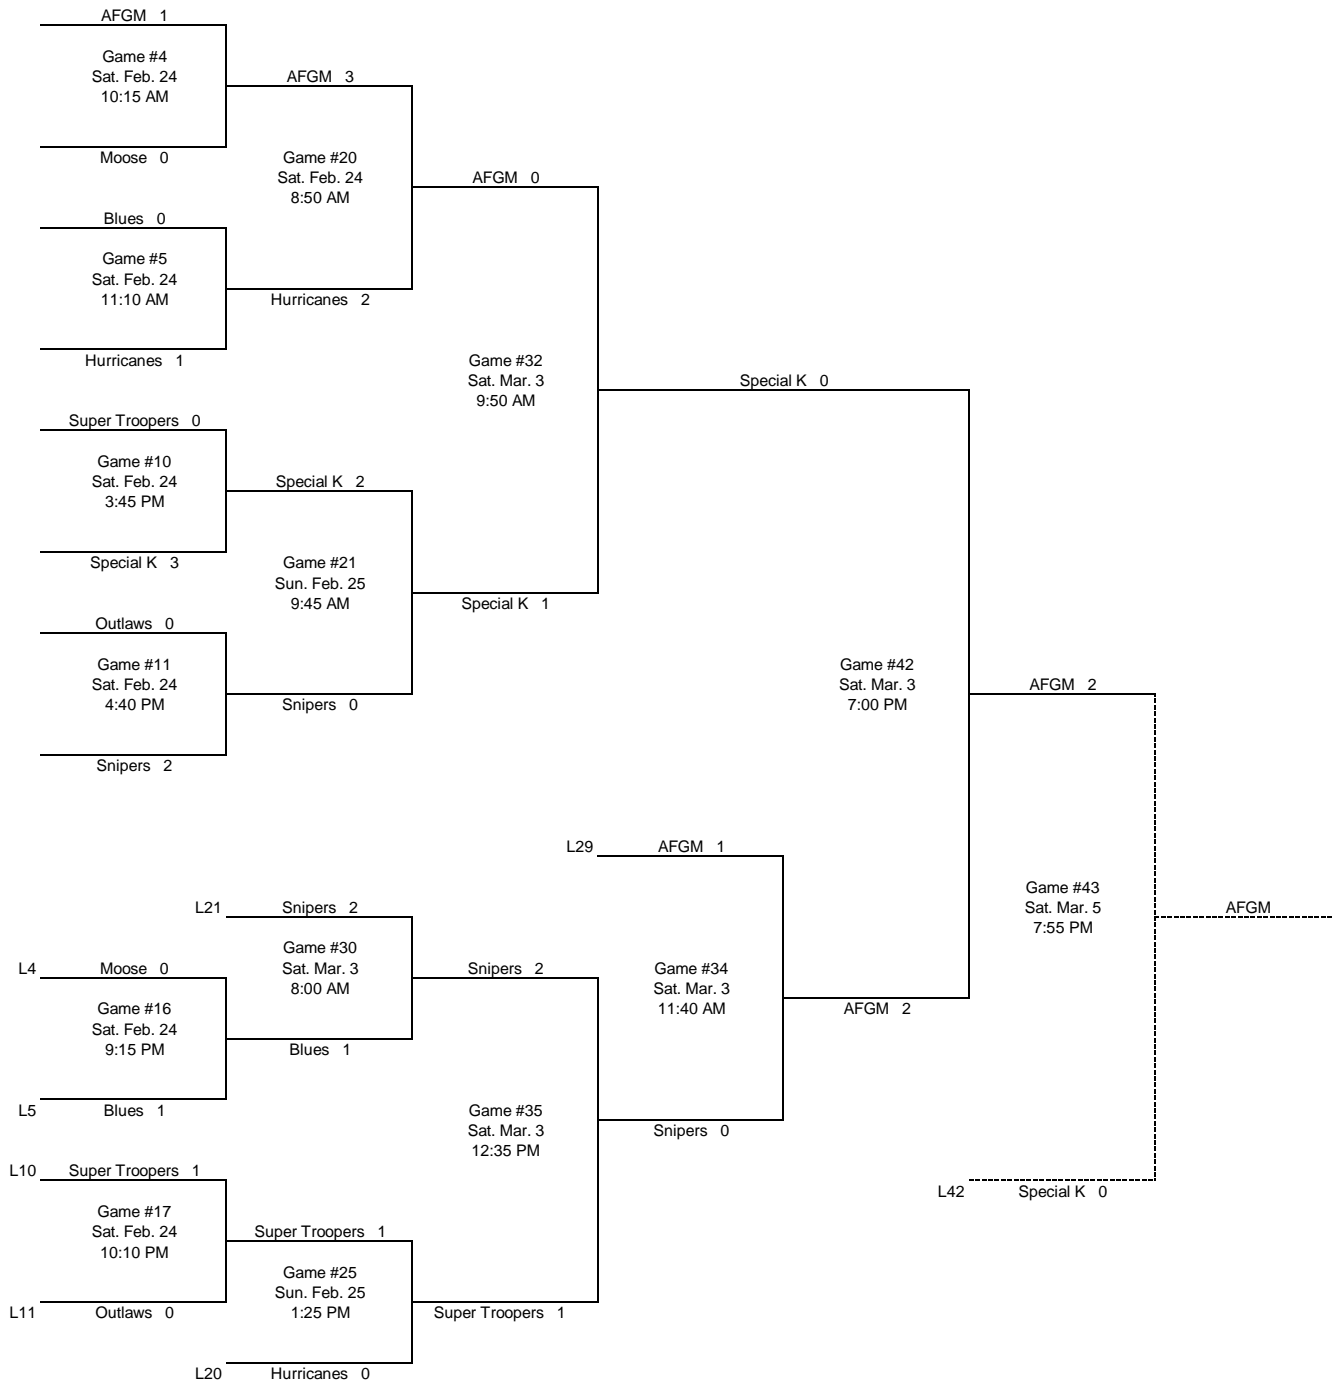 AFGM 1
Game #4
Sat. Feb. 24
10:15 AM
Moose 0
AFGM 3
Game #20
Sat. Feb. 24
8:50 AM
Hurricanes 2
Blues 0
Game #5
Sat. Feb. 24
11:10 AM
Hurricanes 1
AFGM 0
Game #32
Sat. Mar. 3
9:50 AM
Special K 1
Super Troopers 0
Game #10
Sat. Feb. 24
3:45 PM
Special K 3
Special K 2
Game #21
Sun. Feb. 25
9:45 AM
Snipers 0
Outlaws 0
Game #11
Sat. Feb. 24
4:40 PM
Snipers 2
Special K 0
Game #42
Sat. Mar. 3
7:00 PM
AFGM 2
AFGM 2
Game #43
Sat. Mar. 5
7:55 PM
L42 Special K 0
AFGM
L29 AFGM 1
Game #34
Sat. Mar. 3
11:40 AM
Snipers 0
L21 Snipers 2
Game #30
Sat. Mar. 3
8:00 AM
Blues 1
L4 Moose 0
Game #16
Sat. Feb. 24
9:15 PM
L5 Blues 1
Snipers 2
Game #35
Sat. Mar. 3
12:35 PM
Super Troopers 1
L10 Super Troopers 1
Game #17
Sat. Feb. 24
10:10 PM
L11 Outlaws 0
Super Troopers 1
Game #25
Sun. Feb. 25
1:25 PM
L20 Hurricanes 0